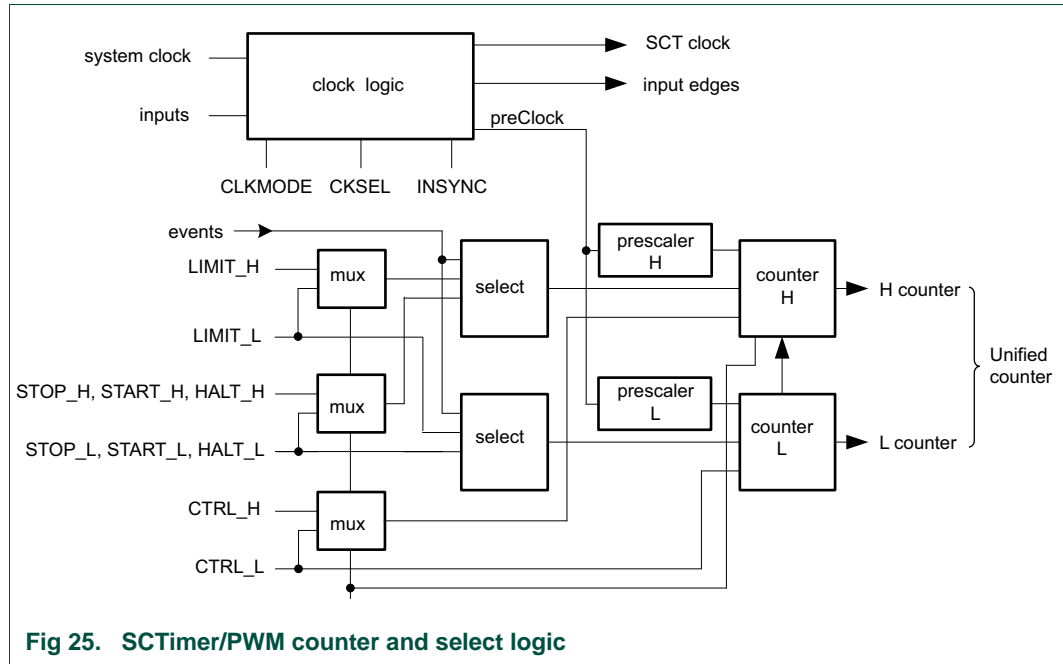 system clock
inputs
clock logic
SCT clock
input edges
preClock
CLKMODE
CKSEL
INSYNC
events
LIMIT_H
mux
LIMIT_L
select
prescaler
H
counter
H
H counter
STOP_H, START_H, HALT_H
mux
STOP_L, START_L, HALT_L
select
prescaler
L
counter
L
L counter
Unified
counter
CTRL_H
mux
CTRL_L
Fig 25. SCTimer/PWM counter and select logic